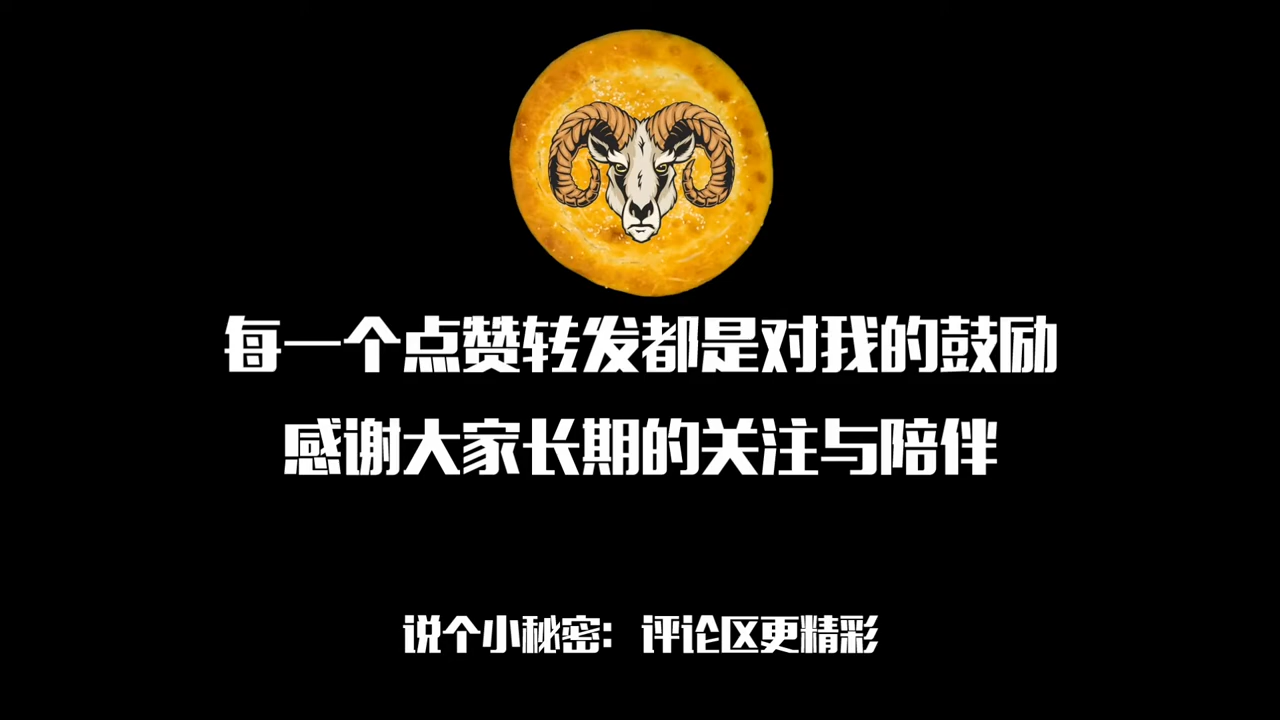 每一个点赞转发都是对我的鼓励
感谢大家长期的关注与陪伴
说个小秘密：评论区更精彩